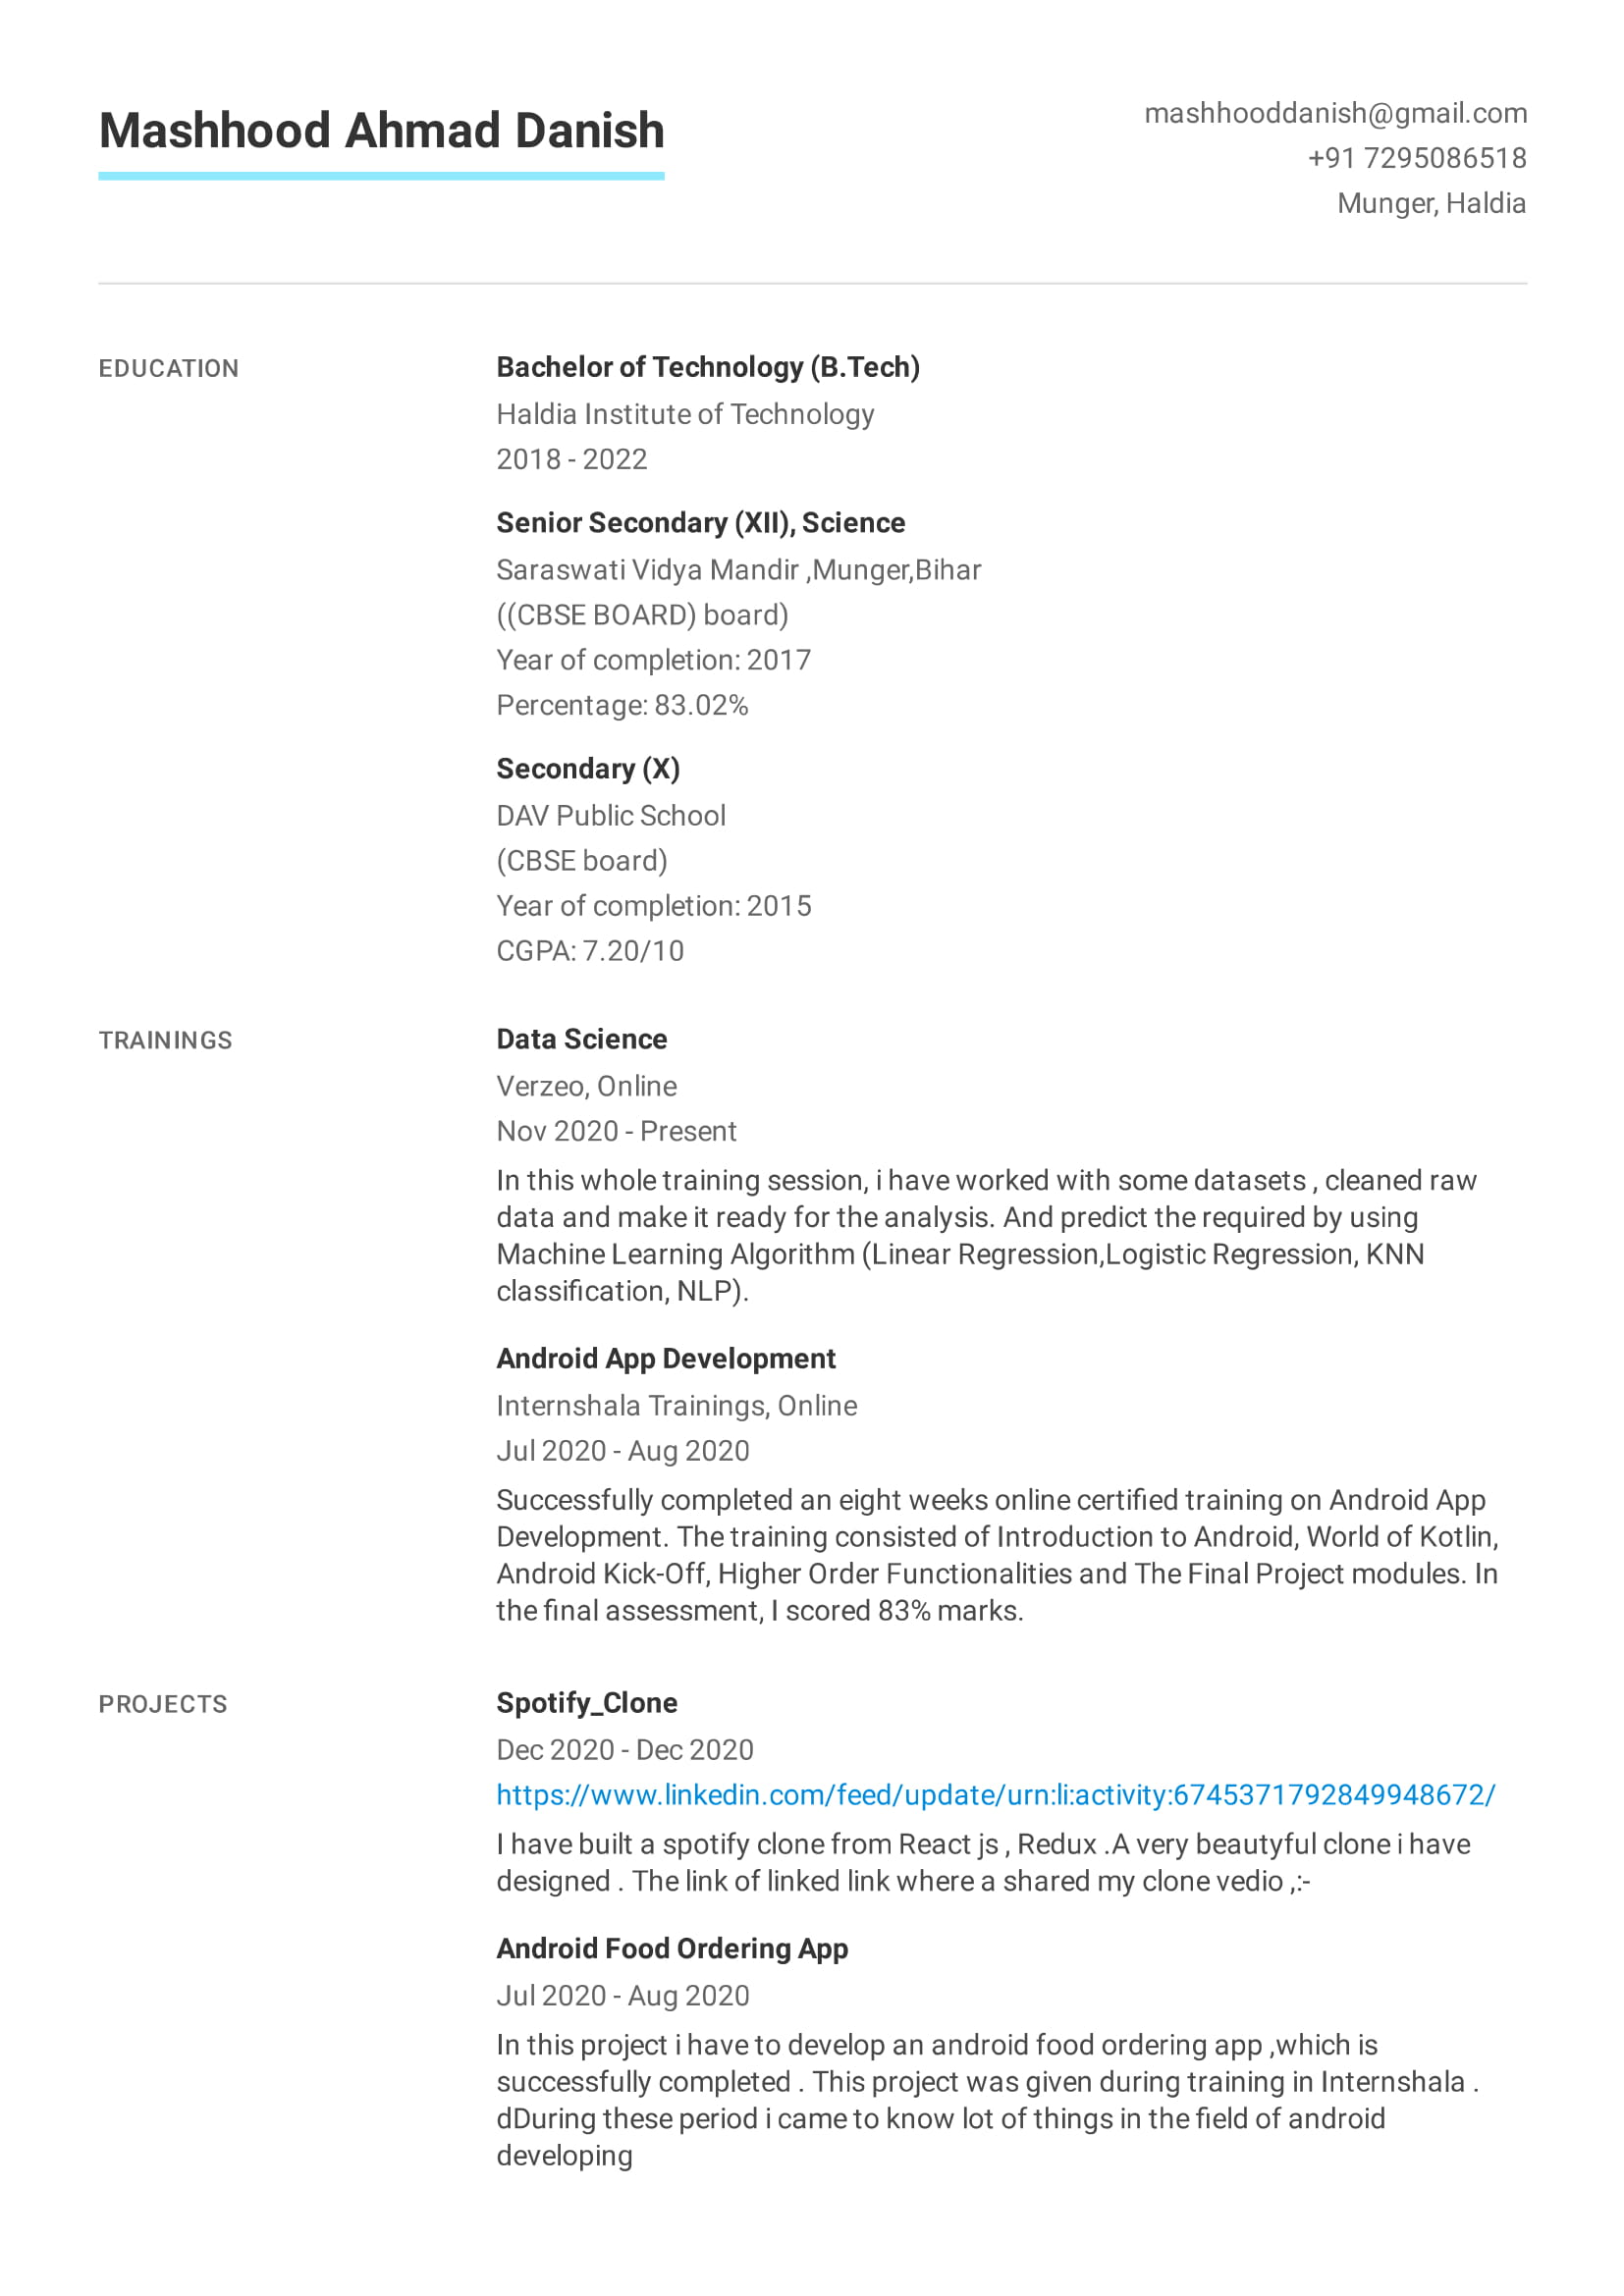 Mashhood Ahmad Danish
mashhooddanish@gmail.com
+91 7295086518
Munger, Haldia
EDUCATION
Bachelor of Technology (B.Tech)
Haldia Institute of Technology
2018 - 2022
Senior Secondary (XII), Science
Saraswati Vidya Mandir ,Munger,Bihar
((CBSE BOARD) board)
Year of completion: 2017
Percentage: 83.02%
Secondary (X)
DAV Public School
(CBSE board)
Year of completion: 2015
CGPA: 7.20/10
TRAININGS
Data Science
Verzeo, Online
Nov 2020 - Present
In this whole training session, i have worked with some datasets , cleaned raw
data and make it ready for the analysis. And predict the required by using
Machine Learning Algorithm (Linear Regression,Logistic Regression, KNN
classification, NLP).
Android App Development
Internshala Trainings, Online
Jul 2020 - Aug 2020
Successfully completed an eight weeks online certified training on Android App
Development. The training consisted of Introduction to Android, World of Kotlin,
Android Kick-Off, Higher Order Functionalities and The Final Project modules. In
the final assessment, I scored 83% marks.
PROJECTS
Spotify_Clone
Dec 2020 - Dec 2020
https://www.linkedin.com/feed/update/urn:li:activity:6745371792849948672/
I have built a spotify clone from React js , Redux .A very beautyful clone i have
designed . The link of linked link where a shared my clone vedio ,:-
Android Food Ordering App
Jul 2020 - Aug 2020
In this project i have to develop an android food ordering app ,which is
successfully completed . This project was given during training in Internshala .
dDuring these period i came to know lot of things in the field of android
developing